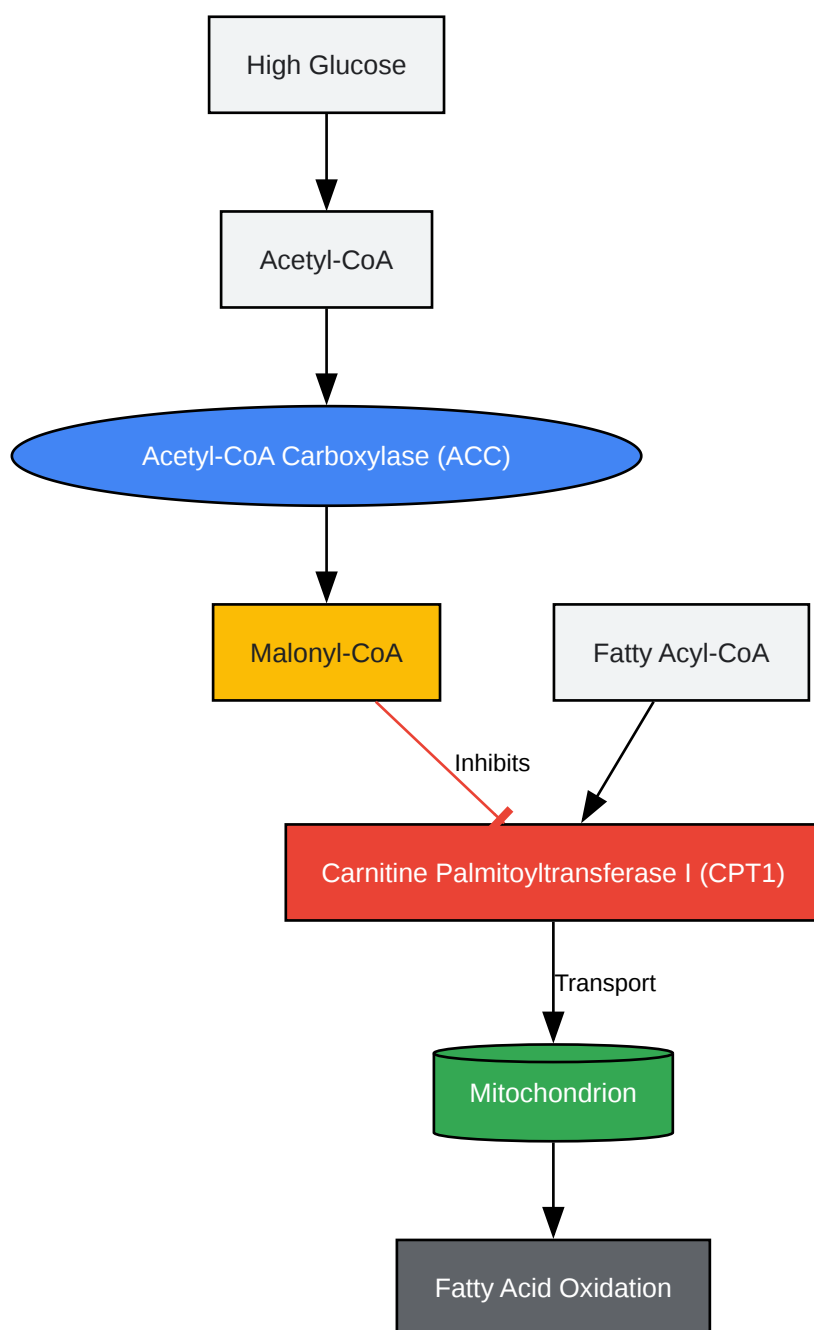 High Glucose
Acetyl-CoA
Acetyl-CoA Carboxylase (ACC)
Malonyl-CoA
Fatty Acyl-CoA
Inhibits
Carnitine Palmitoyltransferase I (CPT1)
Transport
Mitochondrion
Fatty Acid Oxidation